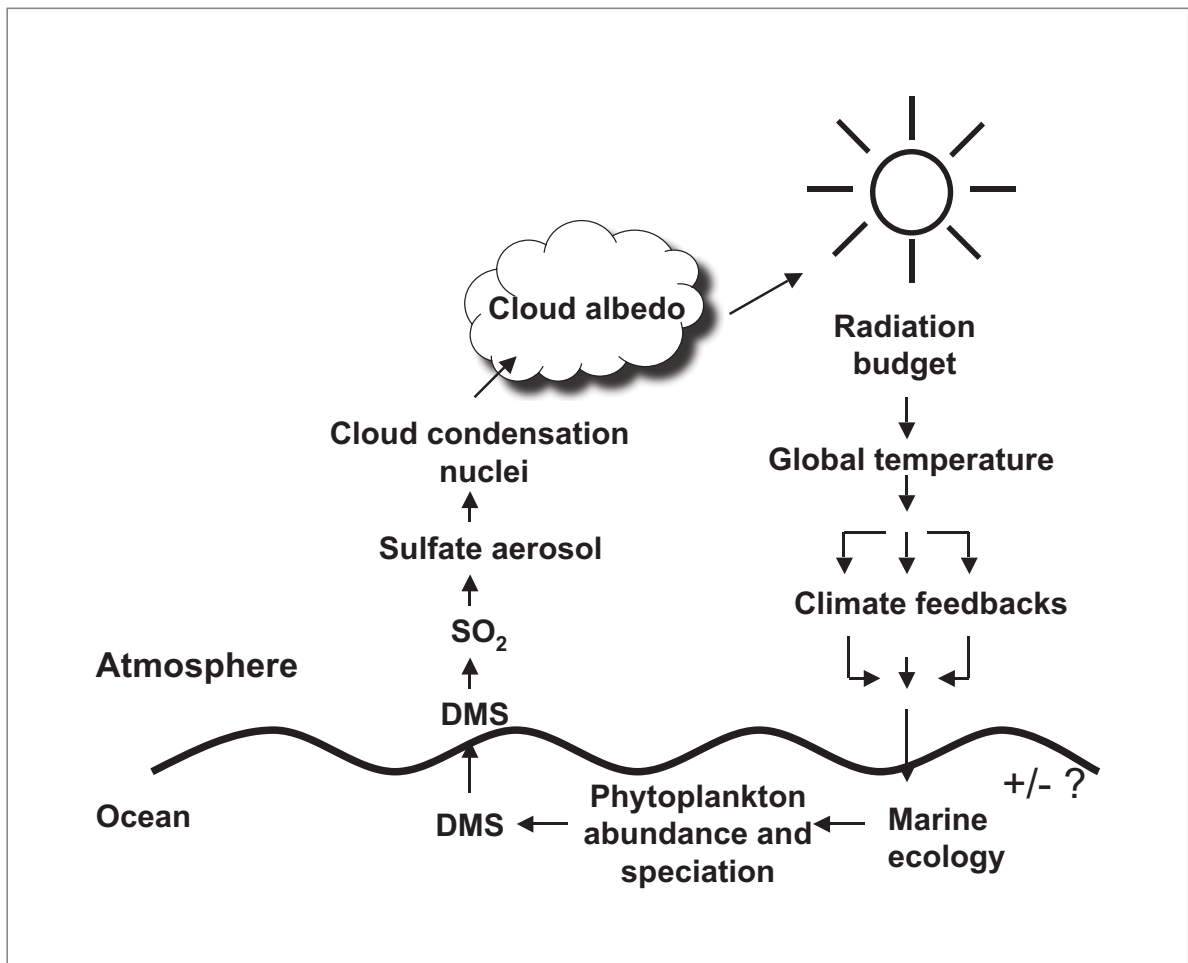 Cloud albedo
Radiation
budget
Cloud condensation
nuclei
Global temperature
Sulfate aerosol
Climate feedbacks
SO₂
Atmosphere
DMS
+/- ?
Ocean
DMS
Phytoplankton
abundance and
speciation
Marine
ecology